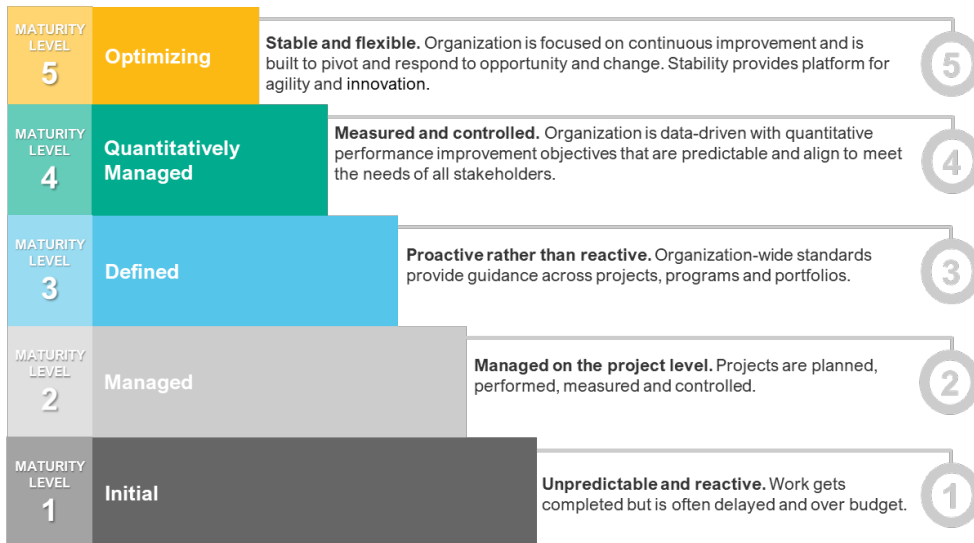 MATURITY
LEVEL
5
Optimizing
Stable and flexible. Organization is focused on continuous improvement and is
built to pivot and respond to opportunity and change. Stability provides platform for
agility and innovation.
5
MATURITY
LEVEL
4
Quantitatively
Managed
Measured and controlled. Organization is data-driven with quantitative
performance improvement objectives that are predictable and align to meet
the needs of all stakeholders.
4
MATURITY
LEVEL
3
Defined
Proactive rather than reactive. Organization-wide standards
provide guidance across projects, programs and portfolios.
3
MATURITY
LEVEL
2
Managed
Managed on the project level. Projects are planned,
performed, measured and controlled.
2
MATURITY
LEVEL
1
Initial
Unpredictable and reactive. Work gets
completed but is often delayed and over budget.
1